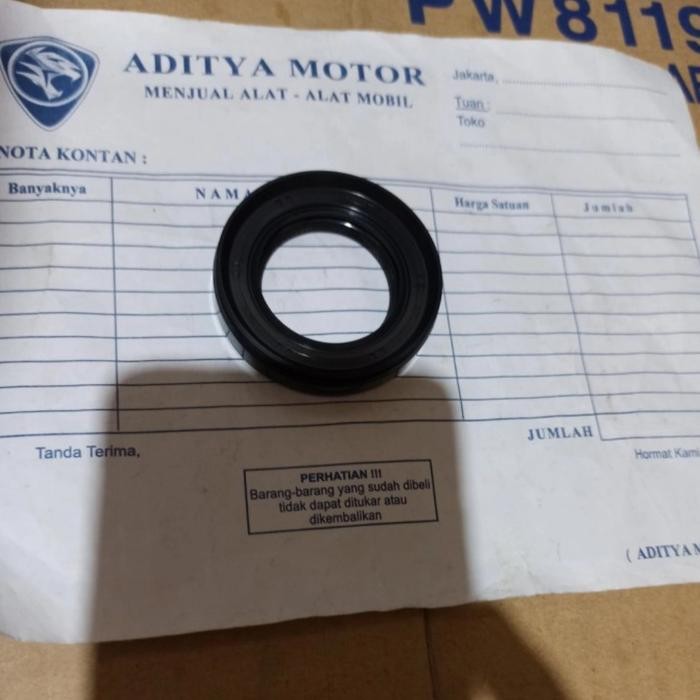 PW8119
ADITYA MOTOR
MENJUAL ALAT - ALAT MOBIL
Jakarta,
Tuan :
Toko
NOTA KONTAN :
Banyaknya
NAMA
Harga Satuan
Jumlah
JUMLAH
Tanda Terima,
Hormat Kami
PERHATIAN !!!
Barang-barang yang sudah dibeli
tidak dapat ditukar atau
dikembalikan
( ADITYA M